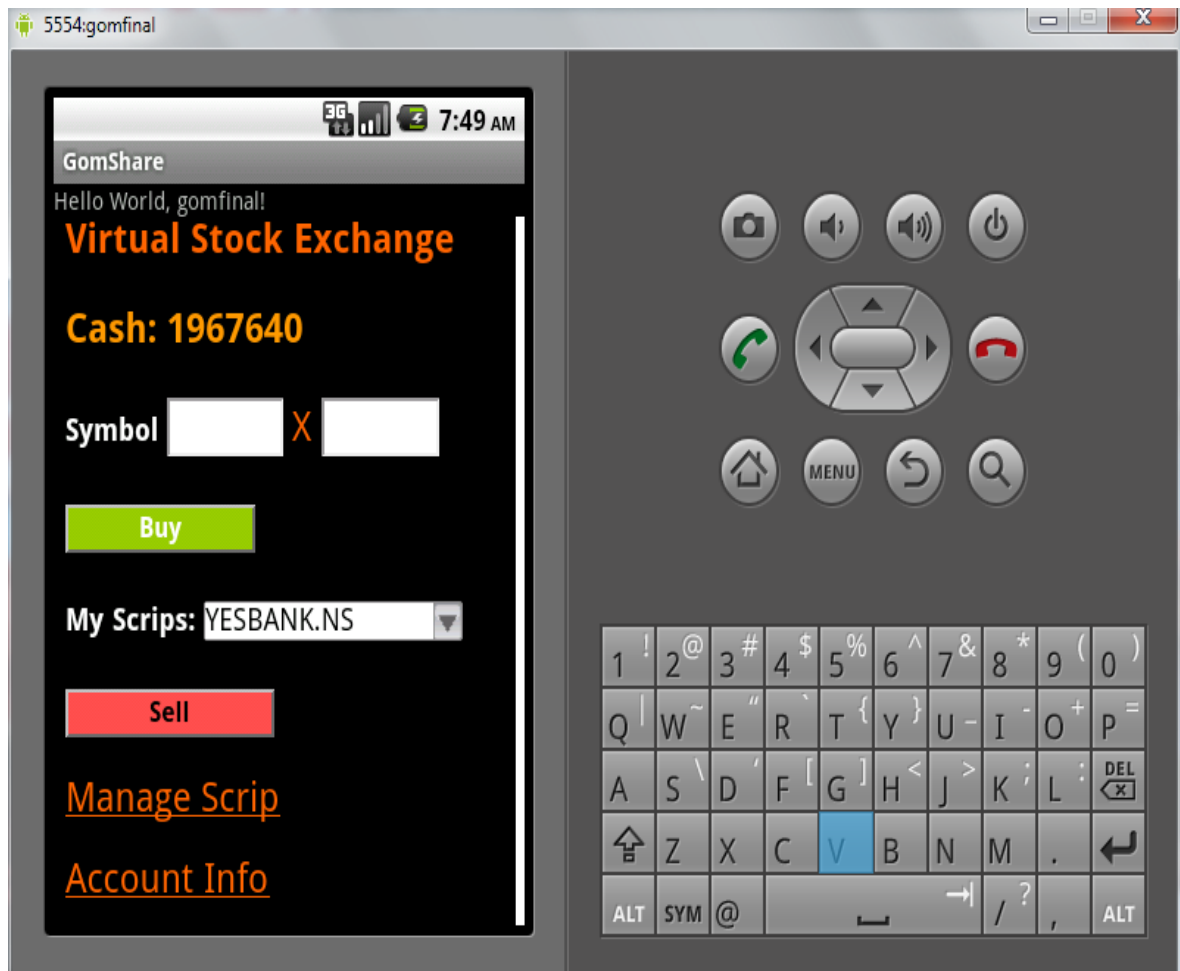 5554:gomfinal
X
3G 7:49 AM
GomShare
Hello World, gomfinal!
Virtual Stock Exchange
Cash: 1967640
Symbol X
Buy
My Scrips: YESBANK.NS
Sell
Manage Scrip
Account Info
MENU
1 ! 2 @ 3 # 4 $ 5 % 6 ^ 7 & 8 * 9 ( 0 )
Q | W ~ E " R ` T { Y } U _ I - O + P =
A S \ D ' F [ G ] H < J > K ; L : DEL
Z X C V B N M .
ALT SYM @ / ? , ALT